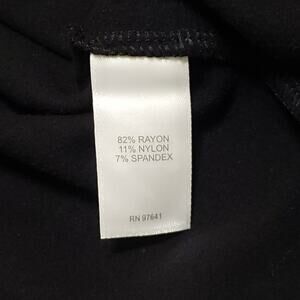 82% RAYON
11% NYLON
7% SPANDEX
RN 97641